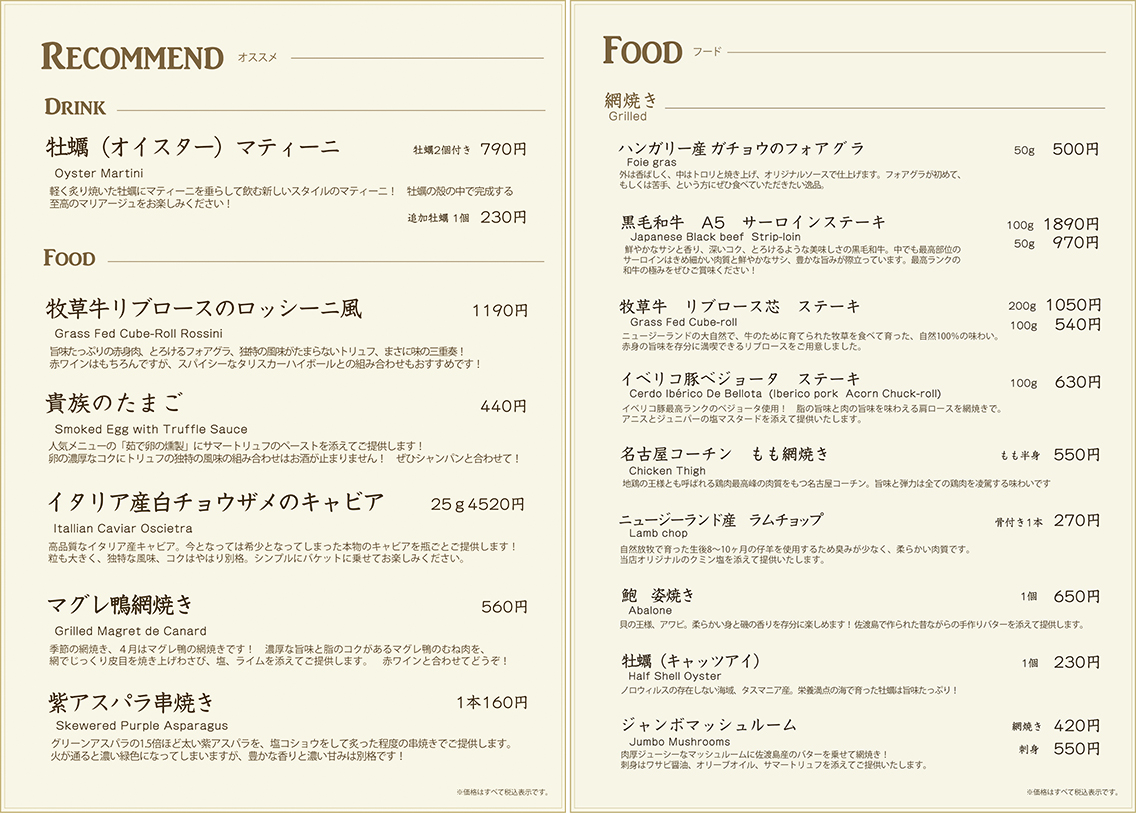 RECOMMEND オススメ
DRINK
牡蠣（オイスター）マティーニ 牡蠣2個付き 790円
Oyster Martini
軽く炙り焼いた牡蠣にマティーニを垂らして飲む新しいスタイルのマティーニ！ 牡蠣の殻の中で完成する
至高のマリアージュをお楽しみください！
追加牡蠣 1個 230円
FOOD
牧草牛リブロースのロッシーニ風 1190円
Grass Fed Cube-Roll Rossini
旨味たっぷりの赤身肉、とろけるフォアグラ、独特の風味がたまらないトリュフ、まさに味の三重奏！
赤ワインはもちろんですが、スパイシーなタリスカーハイボールとの組み合わせもおすすめです！
貴族のたまご 440円
Smoked Egg with Truffle Sauce
人気メニューの「茹で卵の燻製」にサマートリュフのペーストを添えてご提供します！
卵の濃厚なコクにトリュフの独特の風味の組み合わせはお酒が止まりません！ ぜひシャンパンと合わせて！
イタリア産白チョウザメのキャビア 25ｇ4520円
Itallian Caviar Oscietra
高品質なイタリア産キャビア。今となっては希少となってしまった本物のキャビアを瓶ごとご提供します！
粒も大きく、独特な風味、コクはやはり別格。シンプルにバケットに乗せてお楽しみください。
マグレ鴨網焼き 560円
Grilled Magret de Canard
季節の網焼き、４月はマグレ鴨の網焼きです！ 濃厚な旨味と脂のコクがあるマグレ鴨のむね肉を、
網でじっくり皮目を焼き上げわさび、塩、ライムを添えてご提供します。 赤ワインと合わせてどうぞ！
紫アスパラ串焼き 1本160円
Skewered Purple Asparagus
グリーンアスパラの1.5倍ほど太い紫アスパラを、塩コショウをして炙った程度の串焼きでご提供します。
火が通ると濃い緑色になってしまいますが、豊かな香りと濃い甘みは別格です！
※価格はすべて税込表示です。
FOOD フード
網焼き
Grilled
ハンガリー産 ガチョウのフォアグラ 50g 500円
Foie gras
外は香ばしく、中はトロリと焼き上げ、オリジナルソースで仕上げます。フォアグラが初めて、
もしくは苦手、という方にぜひ食べていただきたい逸品。
黒毛和牛 A5 サーロインステーキ 100g 1890円
Japanese Black beef Strip-loin 50g 970円
鮮やかなサシと香り、深いコク、とろけるような美味しさの黒毛和牛。中でも最高部位の
サーロインはきめ細かい肉質と鮮やかなサシ、豊かな旨みが際立っています。最高ランクの
和牛の極みをぜひご賞味ください！
牧草牛 リブロース芯 ステーキ 200g 1050円
Grass Fed Cube-roll 100g 540円
ニュージーランドの大自然で、牛のために育てられた牧草を食べて育った、自然100％の味わい。
赤身の旨味を存分に満喫できるリブロースをご用意しました。
イベリコ豚ベジョータ ステーキ 100g 630円
Cerdo Ibérico De Bellota (Iberico pork Acorn Chuck-roll)
イベリコ豚最高ランクのベジョータ使用！ 脂の旨味と肉の旨味を味わえる肩ロースを網焼きで。
アニスとジュニパーの塩マスタードを添えて提供いたします。
名古屋コーチン もも網焼き もも半身 550円
Chicken Thigh
地鶏の王様とも呼ばれる鶏肉最高峰の肉質をもつ名古屋コーチン。旨味と弾力は全ての鶏肉を凌駕する味わいです
ニュージーランド産 ラムチョップ 骨付き1本 270円
Lamb chop
自然放牧で育った生後8～10ヶ月の仔羊を使用するため臭みが少なく、柔らかい肉質です。
当店オリジナルのクミン塩を添えて提供いたします。
鮑 姿焼き 1個 650円
Abalone
貝の王様、アワビ。柔らかい身と磯の香りを存分に楽しめます！佐渡島で作られた昔ながらの手作りバターを添えて提供します。
牡蠣（キャッツアイ） 1個 230円
Half Shell Oyster
ノロウィルスの存在しない海域、タスマニア産。栄養満点の海で育った牡蠣は旨味たっぷり！
ジャンボマッシュルーム 網焼き 420円
Jumbo Mushrooms 刺身 550円
肉厚ジューシーなマッシュルームに佐渡島産のバターを乗せて網焼き！
刺身はワサビ醤油、オリーブオイル、サマートリュフを添えてご提供いたします。
※価格はすべて税込表示です。